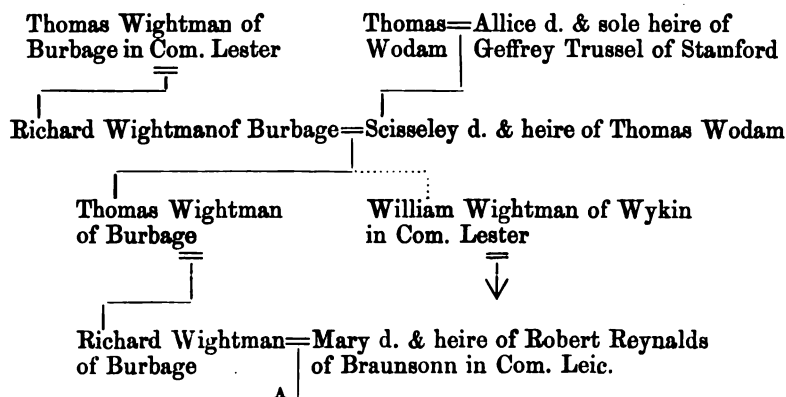 Thomas Wightman of
Burbage in Com. Lester
Thomas=Allice d. & sole heire of
Wodam Geffrey Trussel of Stamford
Richard Wightmanof Burbage=Scisseley d. & heire of Thomas Wodam
Thomas Wightman
of Burbage
William Wightman of Wykin
in Com. Lester
Richard Wightman=Mary d. & heire of Robert Reynalds
of Burbage of Braunsonn in Com. Leic.
A